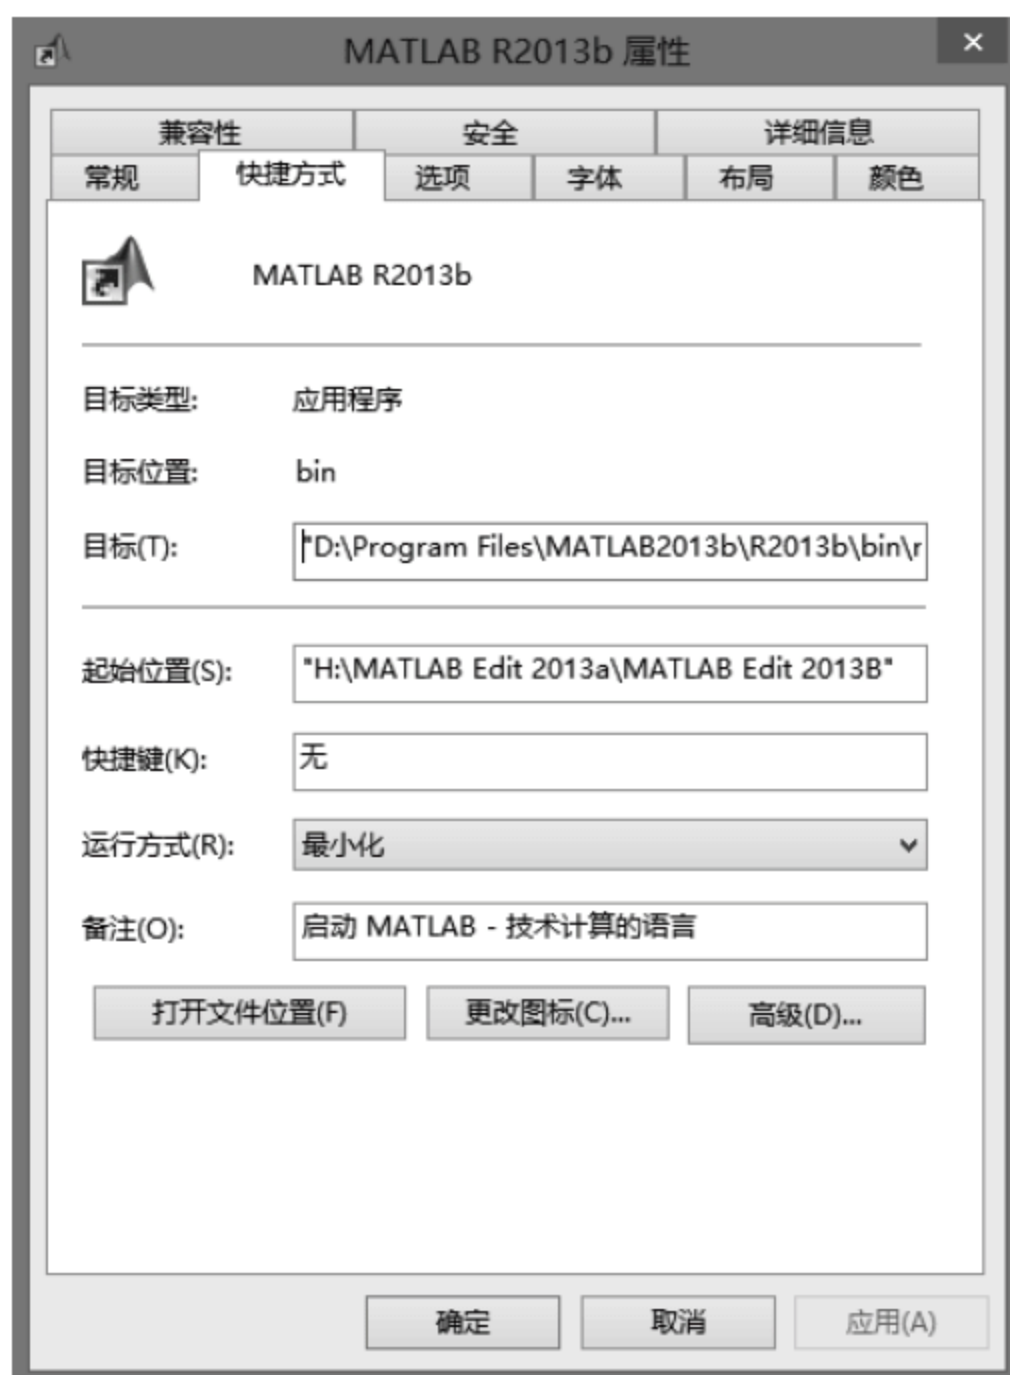 MATLAB R2013b 属性
兼容性 安全 详细信息
常规 快捷方式 选项 字体 布局 颜色
MATLAB R2013b
目标类型: 应用程序
目标位置: bin
目标(T): "D:\Program Files\MATLAB2013b\R2013b\bin\r
起始位置(S): "H:\MATLAB Edit 2013a\MATLAB Edit 2013B"
快捷键(K): 无
运行方式(R): 最小化
备注(O): 启动 MATLAB - 技术计算的语言
打开文件位置(F) 更改图标(C)... 高级(D)...
确定 取消 应用(A)